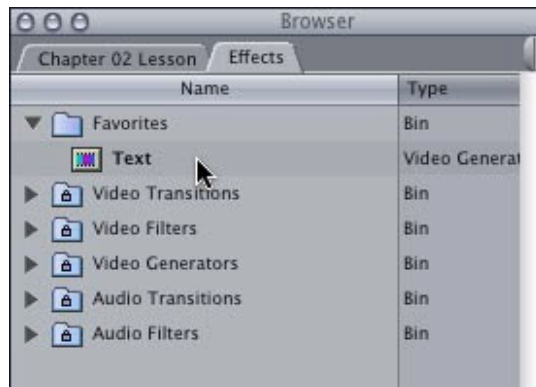 Browser
Chapter 02 Lesson Effects
Name Type
Favorites Bin
Text Video Generat
Video Transitions Bin
Video Filters Bin
Video Generators Bin
Audio Transitions Bin
Audio Filters Bin